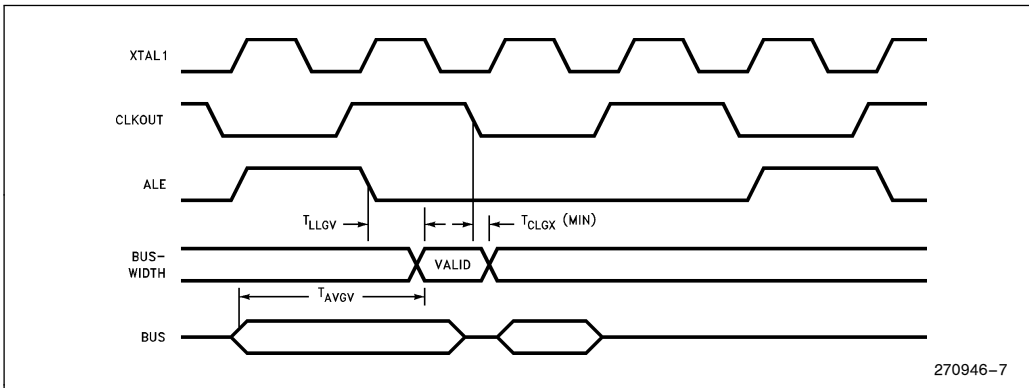 XTAL1
CLKOUT
ALE
TLLGV
TCLGX (MIN)
BUS-
WIDTH
VALID
TAVGV
BUS
270946-7